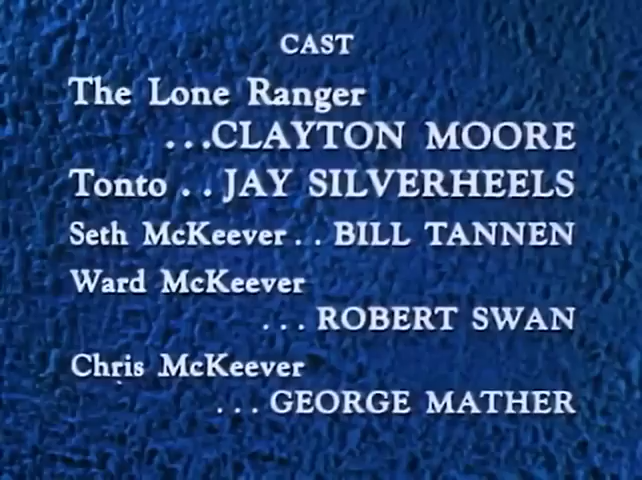 CAST
The Lone Ranger
...CLAYTON MOORE
Tonto . . JAY SILVERHEELS
Seth McKeever . . BILL TANNEN
Ward McKeever
... ROBERT SWAN
Chris McKeever
... GEORGE MATHER